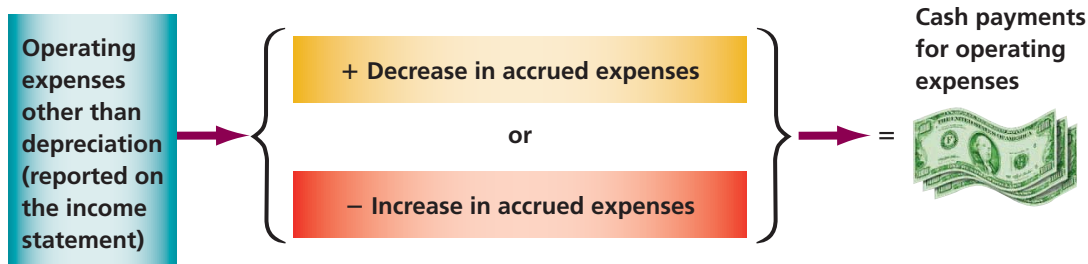 Operating
expenses
other than
depreciation
(reported on
the income
statement)
+ Decrease in accrued expenses
or
− Increase in accrued expenses
=
Cash payments
for operating
expenses